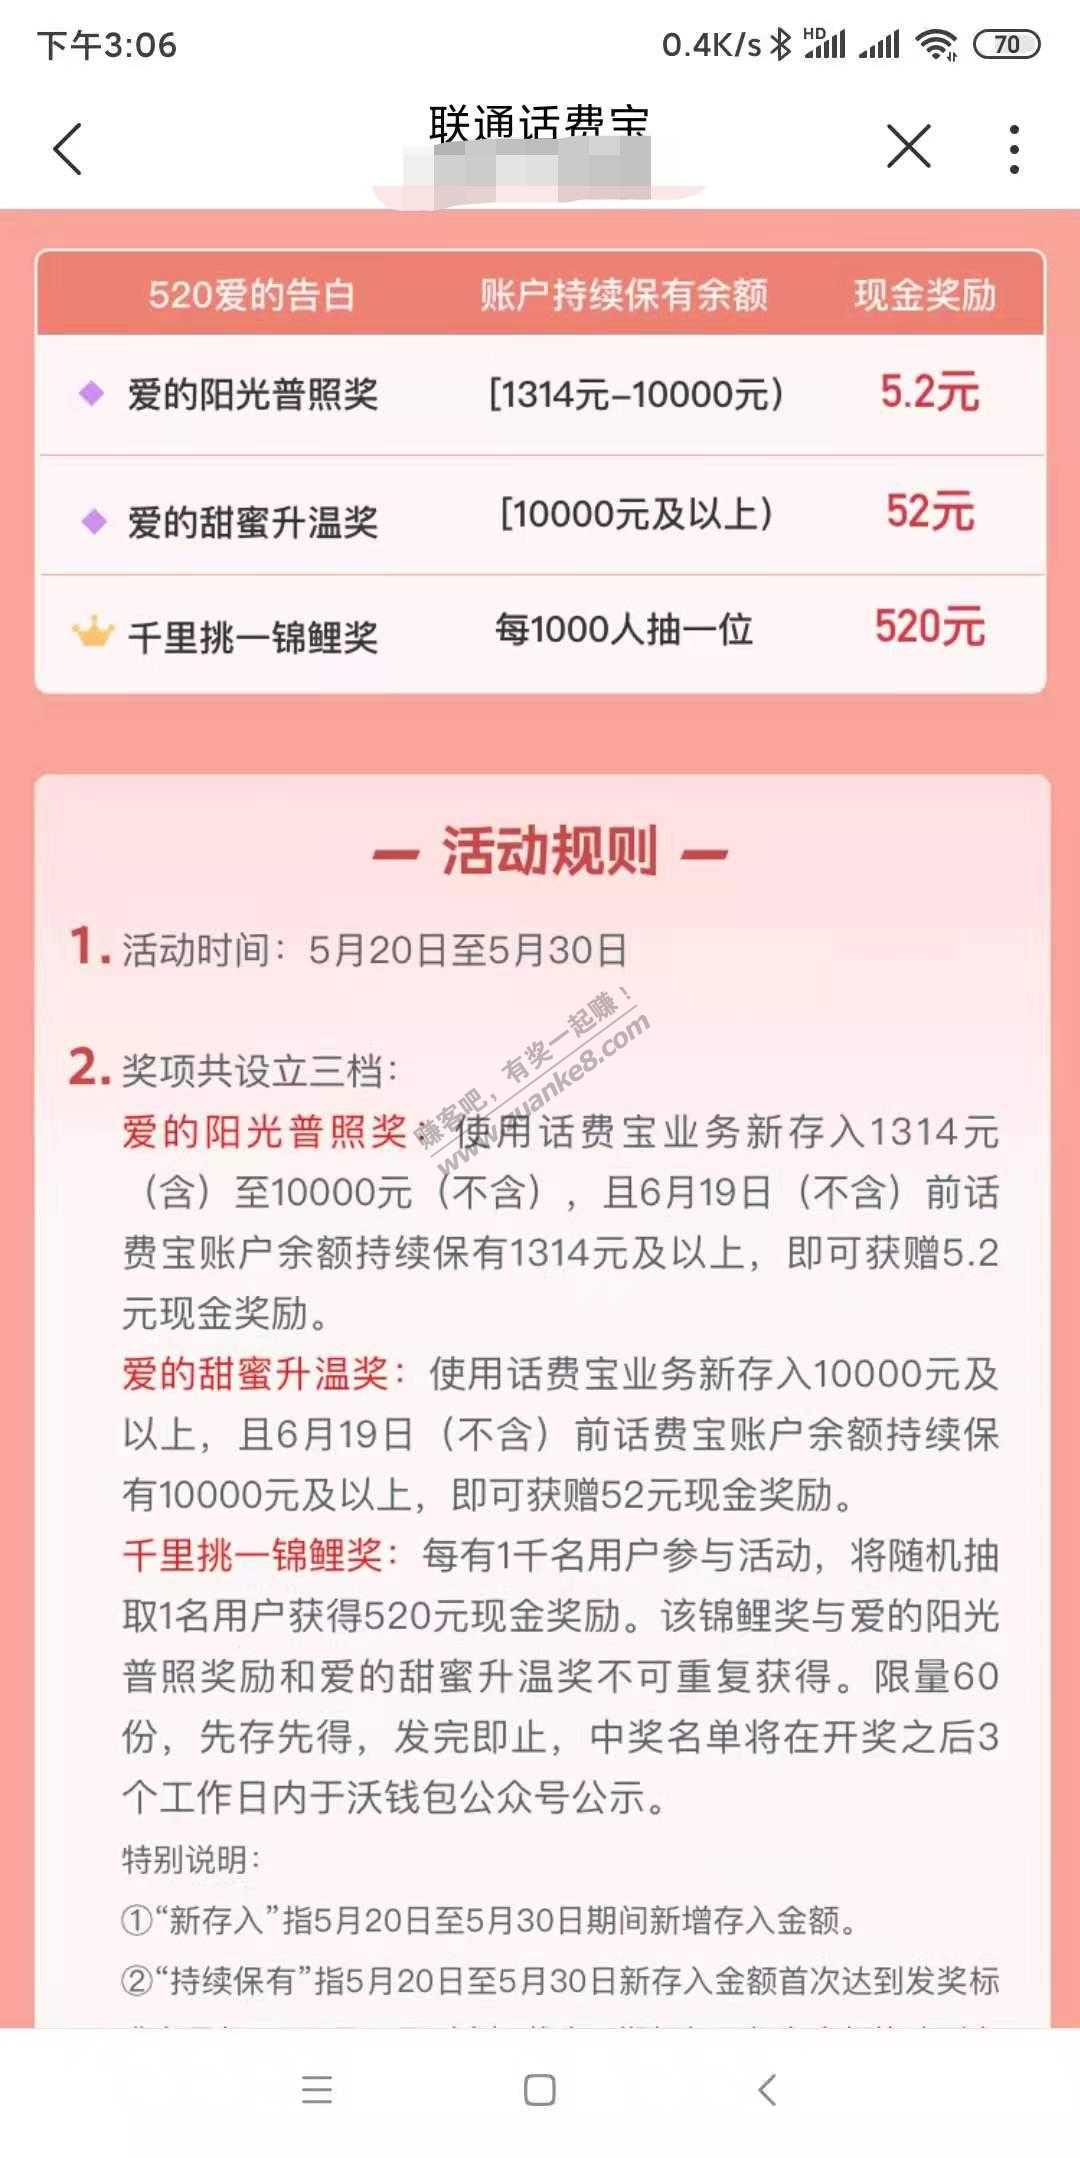 下午3:06
0.4K/s HD 70
联通话费宝
520爱的告白 账户持续保有余额 现金奖励
爱的阳光普照奖 [1314元–10000元) 5.2元
爱的甜蜜升温奖 [10000元及以上) 52元
千里挑一锦鲤奖 每1000人抽一位 520元
活动规则
1. 活动时间：5月20日至5月30日
2. 奖项共设立三档：
爱的阳光普照奖：使用话费宝业务新存入1314元
（含）至10000元（不含），且6月19日（不含）前话
费宝账户余额持续保有1314元及以上，即可获赠5.2
元现金奖励。
爱的甜蜜升温奖：使用话费宝业务新存入10000元及
以上，且6月19日（不含）前话费宝账户余额持续保
有10000元及以上，即可获赠52元现金奖励。
千里挑一锦鲤奖：每有1千名用户参与活动，将随机抽
取1名用户获得520元现金奖励。该锦鲤奖与爱的阳光
普照奖励和爱的甜蜜升温奖不可重复获得。限量60
份，先存先得，发完即止，中奖名单将在开奖之后3
个工作日内于沃钱包公众号公示。
特别说明：
①“新存入”指5月20日至5月30日期间新增存入金额。
②“持续保有”指5月20日至5月30日新存入金额首次达到发奖标
赚客吧，有奖一起赚！
www.zuanke8.com